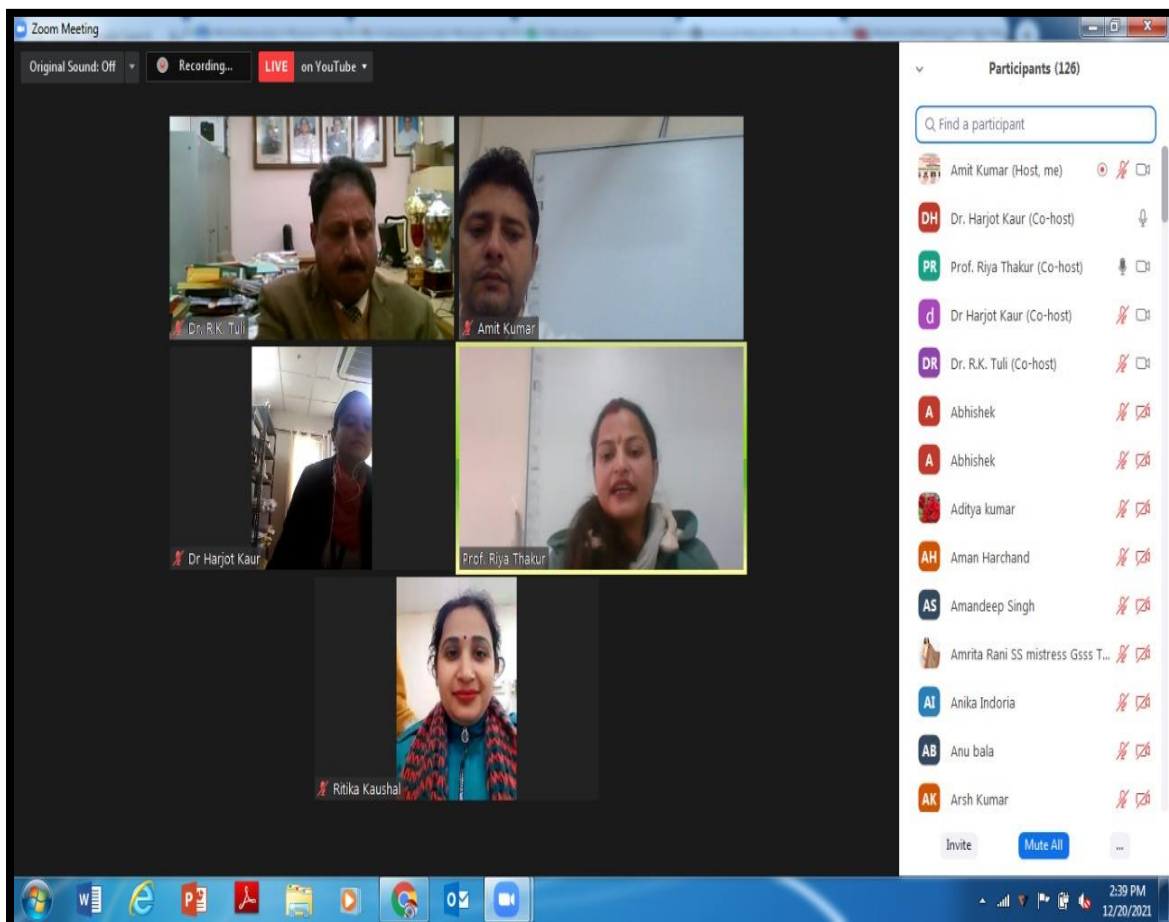 Zoom Meeting
Original Sound: Off
Recording...
LIVE on YouTube
Dr. R.K. Tuli
Amit Kumar
Dr Harjot Kaur
Prof. Riya Thakur
Ritika Kaushal
Participants (126)
Find a participant
Amit Kumar (Host, me)
DH Dr. Harjot Kaur (Co-host)
PR Prof. Riya Thakur (Co-host)
d Dr Harjot Kaur (Co-host)
DR Dr. R.K. Tuli (Co-host)
A Abhishek
A Abhishek
Aditya kumar
AH Aman Harchand
AS Amandeep Singh
Amrita Rani SS mistress Gsss T...
AI Anika Indoria
AB Anu bala
AK Arsh Kumar
Invite Mute All ...
2:39 PM
12/20/2021